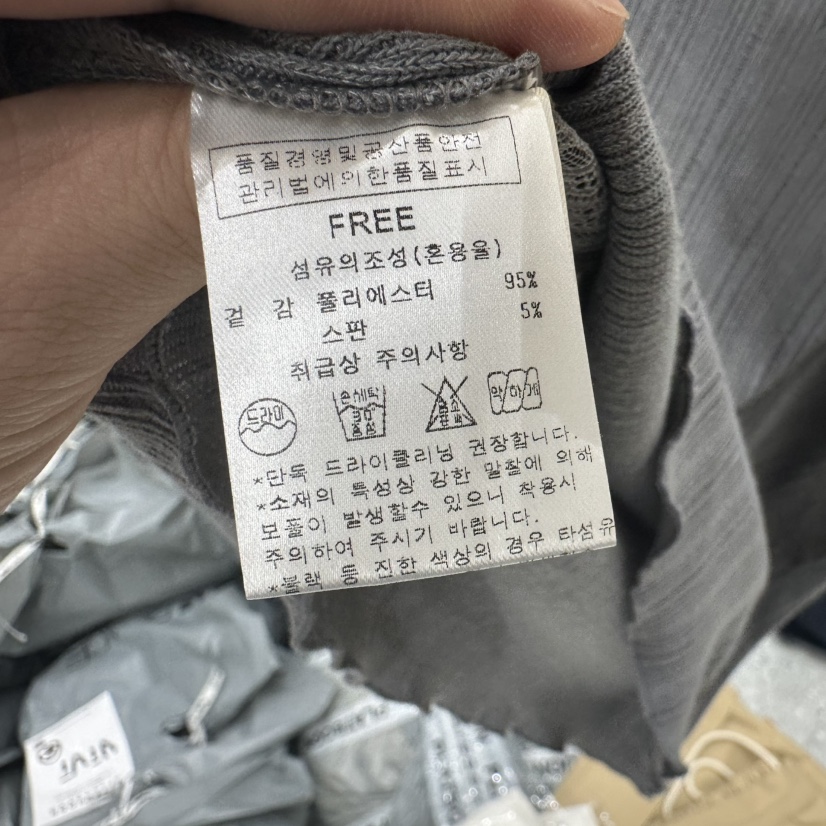 품질경영및공산품안전
관리법에의한품질표시
FREE
섬유의조성(혼용율)
겉 감 폴리에스터 95%
스판 5%
취급상 주의사항
드라이
손세탁
30
중성
염소
표백
약하게
*단독 드라이클리닝 권장합니다.
*소재의 특성상 강한 말찰에 의해
보풀이 발생할수 있으니 착용시
주의하여 주시기 바랍니다.
*블랙 등 진한 색상의 경우 타섬유
VIVI